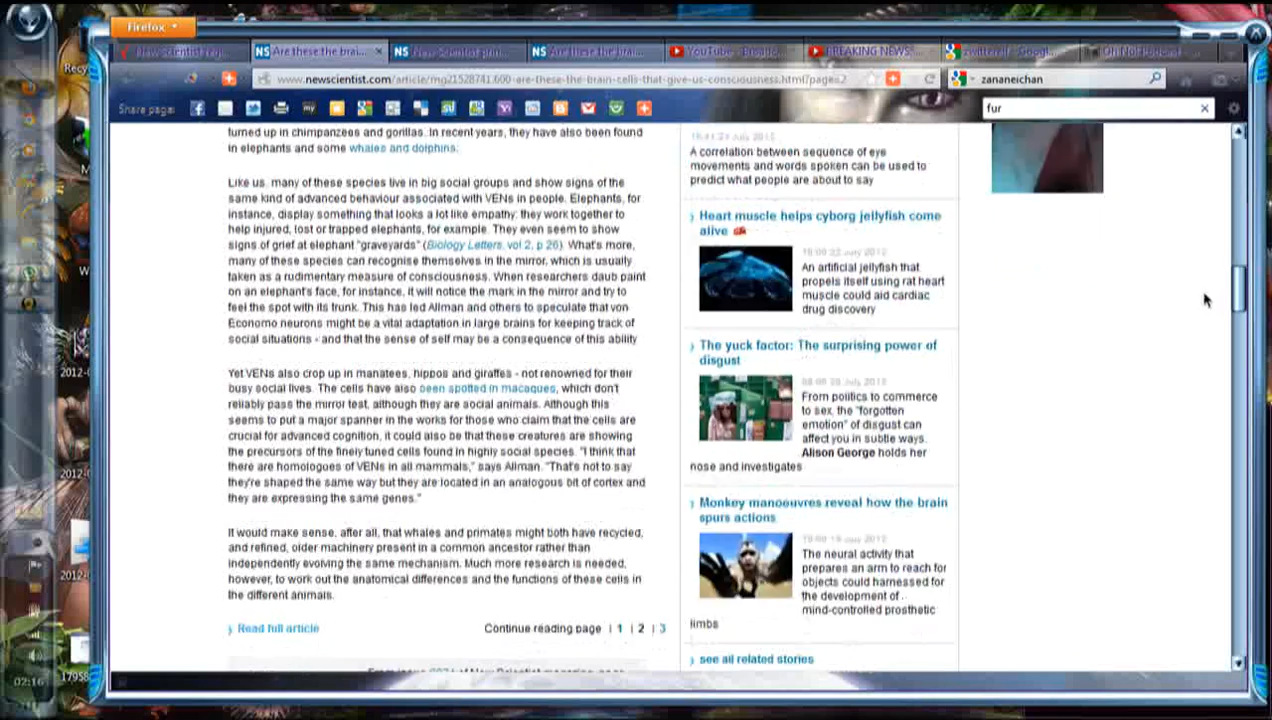 Firefox
New Scientist
Are these the brai...
New Scientist
Are these the brai...
YouTube
BREAKING NEWS:
Googl...
www.newscientist.com/article/mg21528741.600-are-these-the-brain-cells-that-give-us-consciousness.html?page=2
zananeichan
Share page:
my
fur
turned up in chimpanzees and gorillas. In recent years, they have also been found
in elephants and some whales and dolphins.
Like us, many of these species live in big social groups and show signs of the
same kind of advanced behaviour associated with VENs in people. Elephants, for
instance, display something that looks a lot like empathy: they work together to
help injured, lost or trapped elephants, for example. They even seem to show
signs of grief at elephant "graveyards" (Biology Letters, vol 2, p 26). What's more,
many of these species can recognise themselves in the mirror, which is usually
taken as a rudimentary measure of consciousness. When researchers daub paint
on an elephant's face, for instance, it will notice the mark in the mirror and try to
feel the spot with its trunk. This has led Allman and others to speculate that von
Economo neurons might be a vital adaptation in large brains for keeping track of
social situations - and that the sense of self may be a consequence of this ability
Yet VENs also crop up in manatees, hippos and giraffes - not renowned for their
busy social lives. The cells have also been spotted in macaques, which don't
reliably pass the mirror test, although they are social animals. Although this
seems to put a major spanner in the works for those who claim that the cells are
crucial for advanced cognition, it could also be that these creatures are showing
the precursors of the finely tuned cells found in highly social species. "I think that
there are homologues of VENs in all mammals," says Allman. "That's not to say
they're shaped the same way but they are located in an analogous bit of cortex and
they are expressing the same genes."
It would make sense, after all, that whales and primates might both have recycled,
and refined, older machinery present in a common ancestor rather than
independently evolving the same mechanism. Much more research is needed,
however, to work out the anatomical differences and the functions of these cells in
the different animals.
Read full article
Continue reading page | 1 | 2 | 3
of New Scientist magazine, page
A correlation between sequence of eye
movements and words spoken can be used to
predict what people are about to say
Heart muscle helps cyborg jellyfish come
alive
An artificial jellyfish that
propels itself using rat heart
muscle could aid cardiac
drug discovery
The yuck factor: The surprising power of
disgust
From politics to commerce
to sex, the "forgotten
emotion" of disgust can
affect you in subtle ways.
Alison George holds her
nose and investigates
Monkey manoeuvres reveal how the brain
spurs actions
The neural activity that
prepares an arm to reach for
objects could harnessed for
the development of
mind-controlled prosthetic
limbs
see all related stories
Recy
2012-0
2012-0
2012-0
17958
02:16